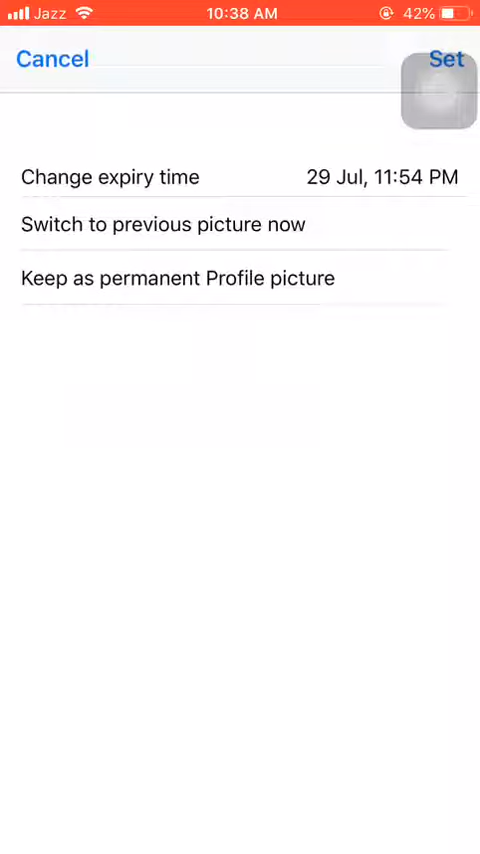 Jazz 10:38 AM 42%
Cancel Set
Change expiry time 29 Jul, 11:54 PM
Switch to previous picture now
Keep as permanent Profile picture